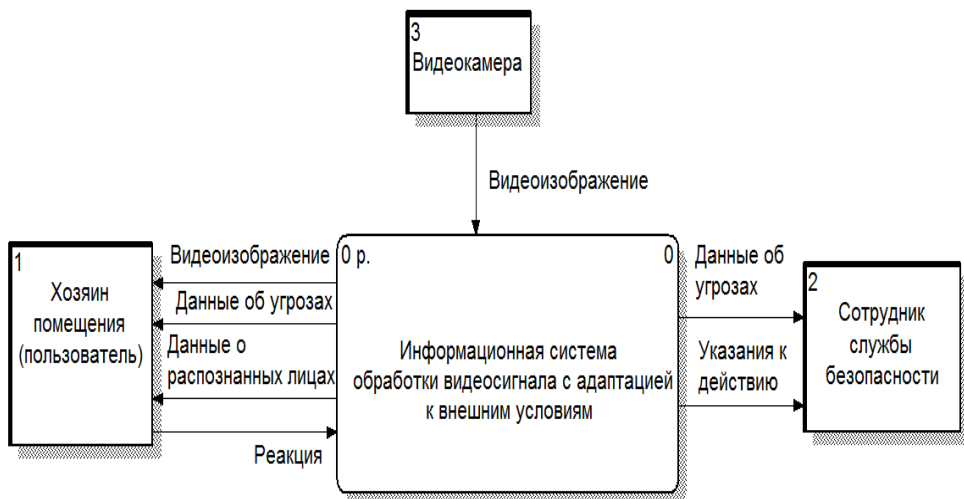 3
Видеокамера
Видеоизображение
1
Хозяин
помещения
(пользователь)
Видеоизображение
Данные об угрозах
Данные о
распознанных лицах
Реакция
0 р.
0
Информационная система
обработки видеосигнала с адаптацией
к внешним условиям
Данные об
угрозах
Указания к
действию
2
Сотрудник
службы
безопасности